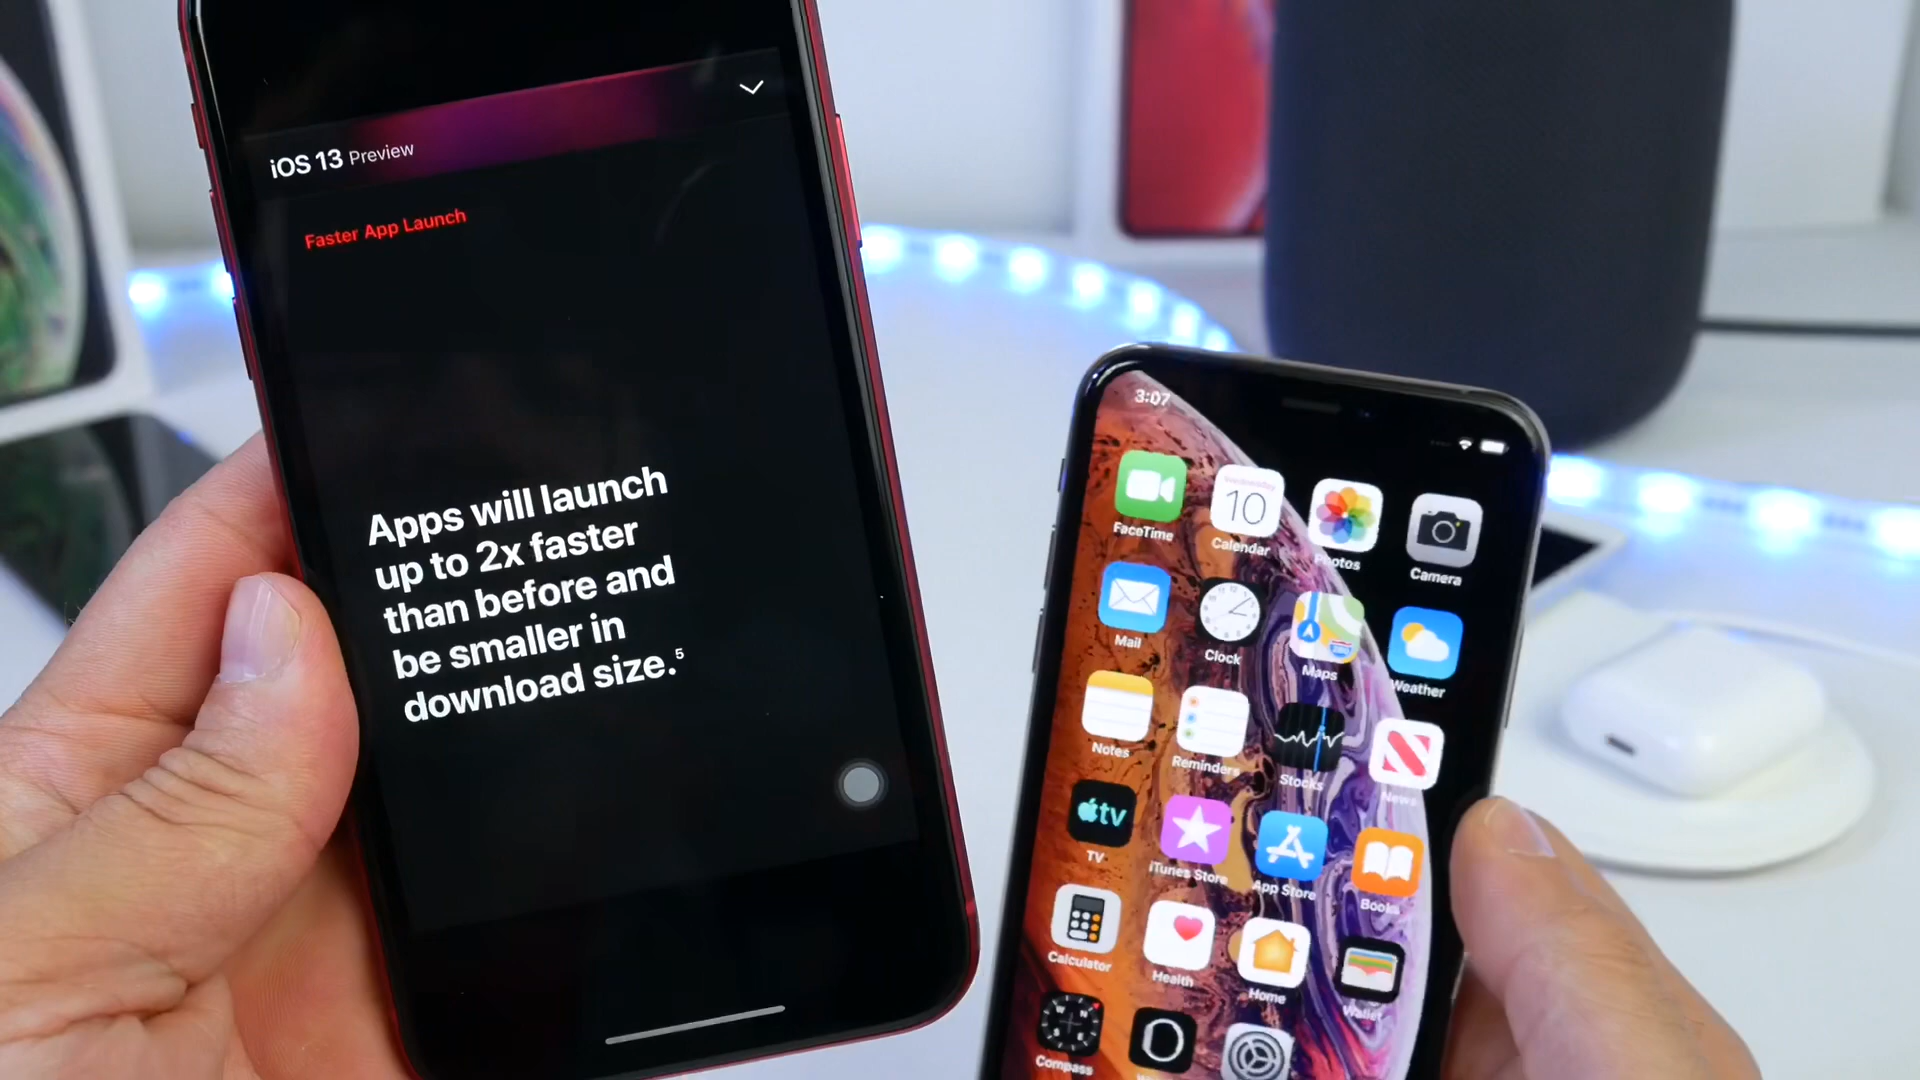 iOS 13 Preview
Faster App Launch
Apps will launch
up to 2x faster
than before and
be smaller in
download size.5
3:07
Wednesday
10
FaceTime
Calendar
Photos
Camera
Mail
Clock
Maps
Weather
Notes
Reminders
Stocks
News
tv
TV
iTunes Store
App Store
Books
Calculator
Health
Home
Wallet
Compass